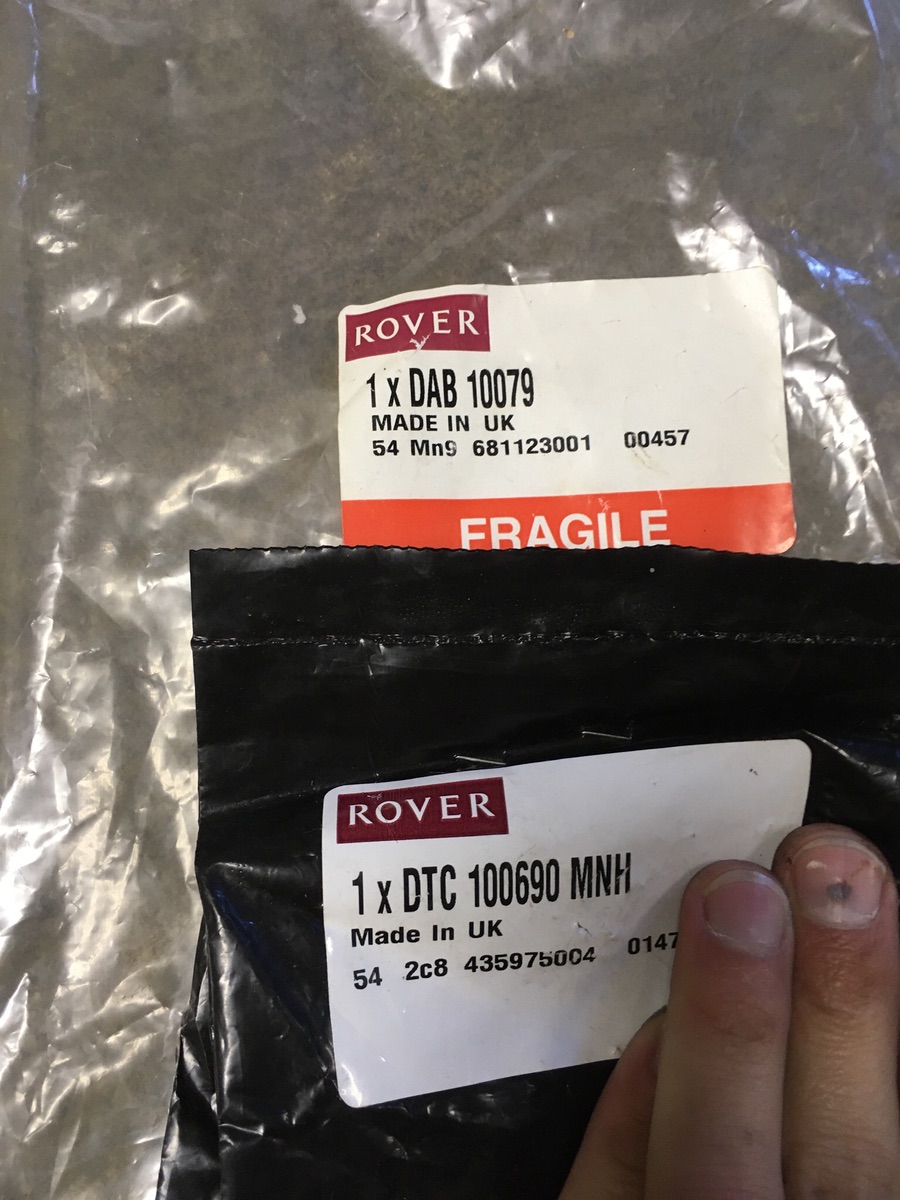 ROVER
1 x DAB 10079
MADE IN UK
54 Mn9 681123001 00457
FRAGILE
ROVER
1 x DTC 100690 MNH
Made In UK
54 2c8 435975004 0147